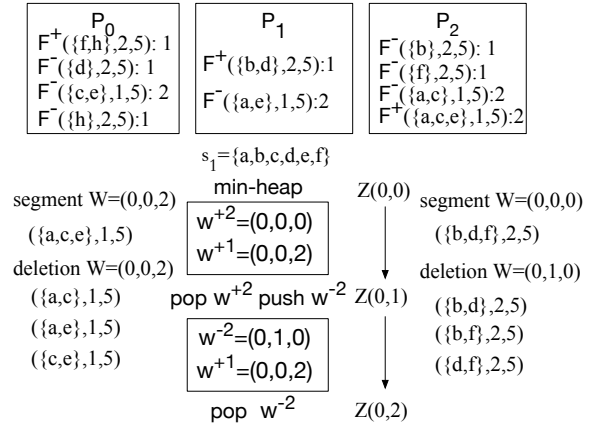 P₀
F⁺({f,h},2,5): 1
F⁻({d},2,5): 1
F⁻({c,e},1,5): 2
F⁻({h},2,5):1
P₁
F⁺({b,d},2,5):1
F⁻({a,e},1,5):2
P₂
F⁻({b},2,5): 1
F⁻({f},2,5):1
F⁻({a,c},1,5):2
F⁺({a,c,e},1,5):2
s₁={a,b,c,d,e,f}
min-heap
segment W=(0,0,2)
({a,c,e},1,5)
deletion W=(0,0,2)
({a,c},1,5)
({a,e},1,5)
({c,e},1,5)
w⁺²=(0,0,0)
w⁺¹=(0,0,2)
pop w⁺² push w⁻²
w⁻²=(0,1,0)
w⁺¹=(0,0,2)
pop w⁻²
Z(0,0)
Z(0,1)
Z(0,2)
segment W=(0,0,0)
({b,d,f},2,5)
deletion W=(0,1,0)
({b,d},2,5)
({b,f},2,5)
({d,f},2,5)